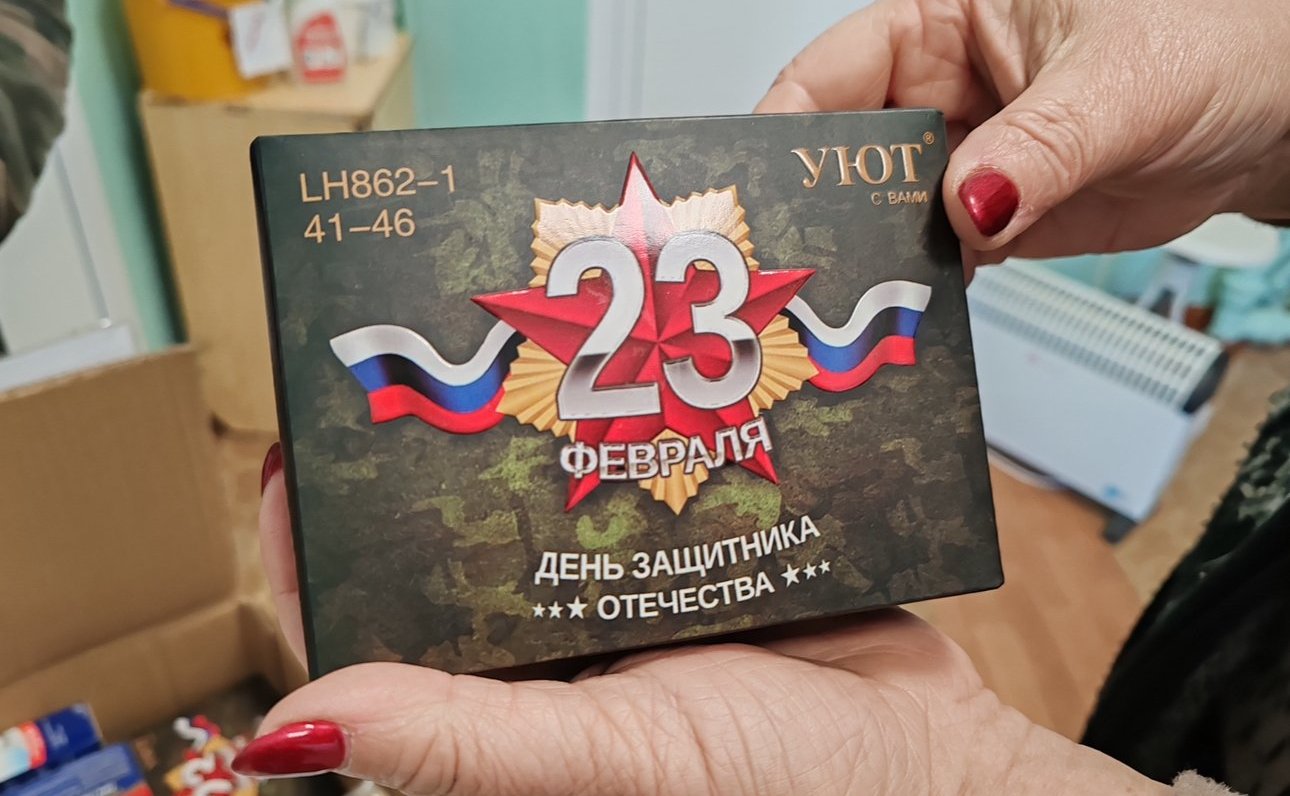 LH862-1
41-46
УЮТ®
С ВАМИ
23
ФЕВРАЛЯ
ДЕНЬ ЗАЩИТНИКА
ОТЕЧЕСТВА